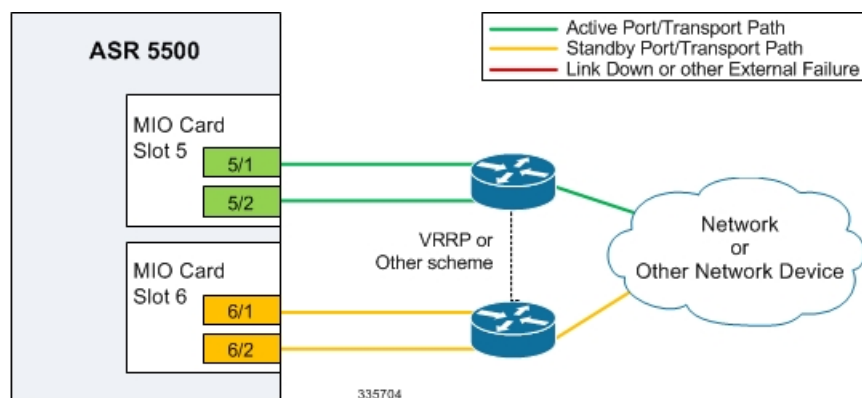 ASR 5500
Active Port/Transport Path
Standby Port/Transport Path
Link Down or other External Failure
MIO Card
Slot 5
5/1
5/2
VRRP or
Other scheme
Network
or
Other Network Device
MIO Card
Slot 6
6/1
6/2
335704